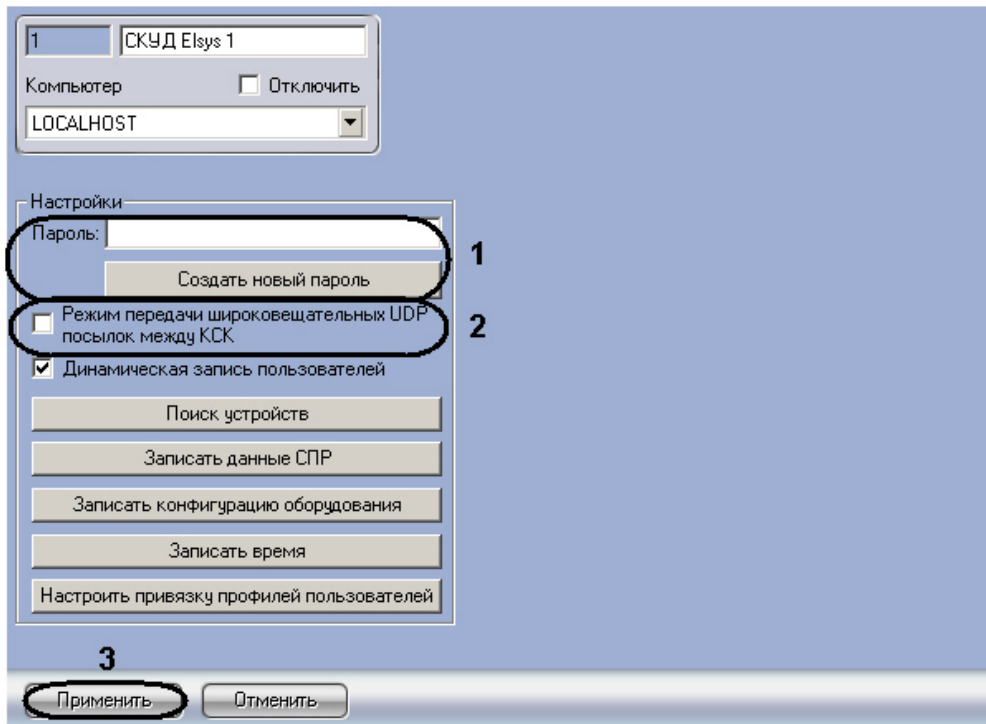 1 СКУД Elsys 1
Компьютер Отключить
LOCALHOST
Настройки
Пароль:
1
Создать новый пароль
Режим передачи широковещательных UDP
посылок между КСК
2
Динамическая запись пользователей
Поиск устройств
Записать данные СПР
Записать конфигурацию оборудования
Записать время
Настроить привязку профилей пользователей
3
Применить Отменить